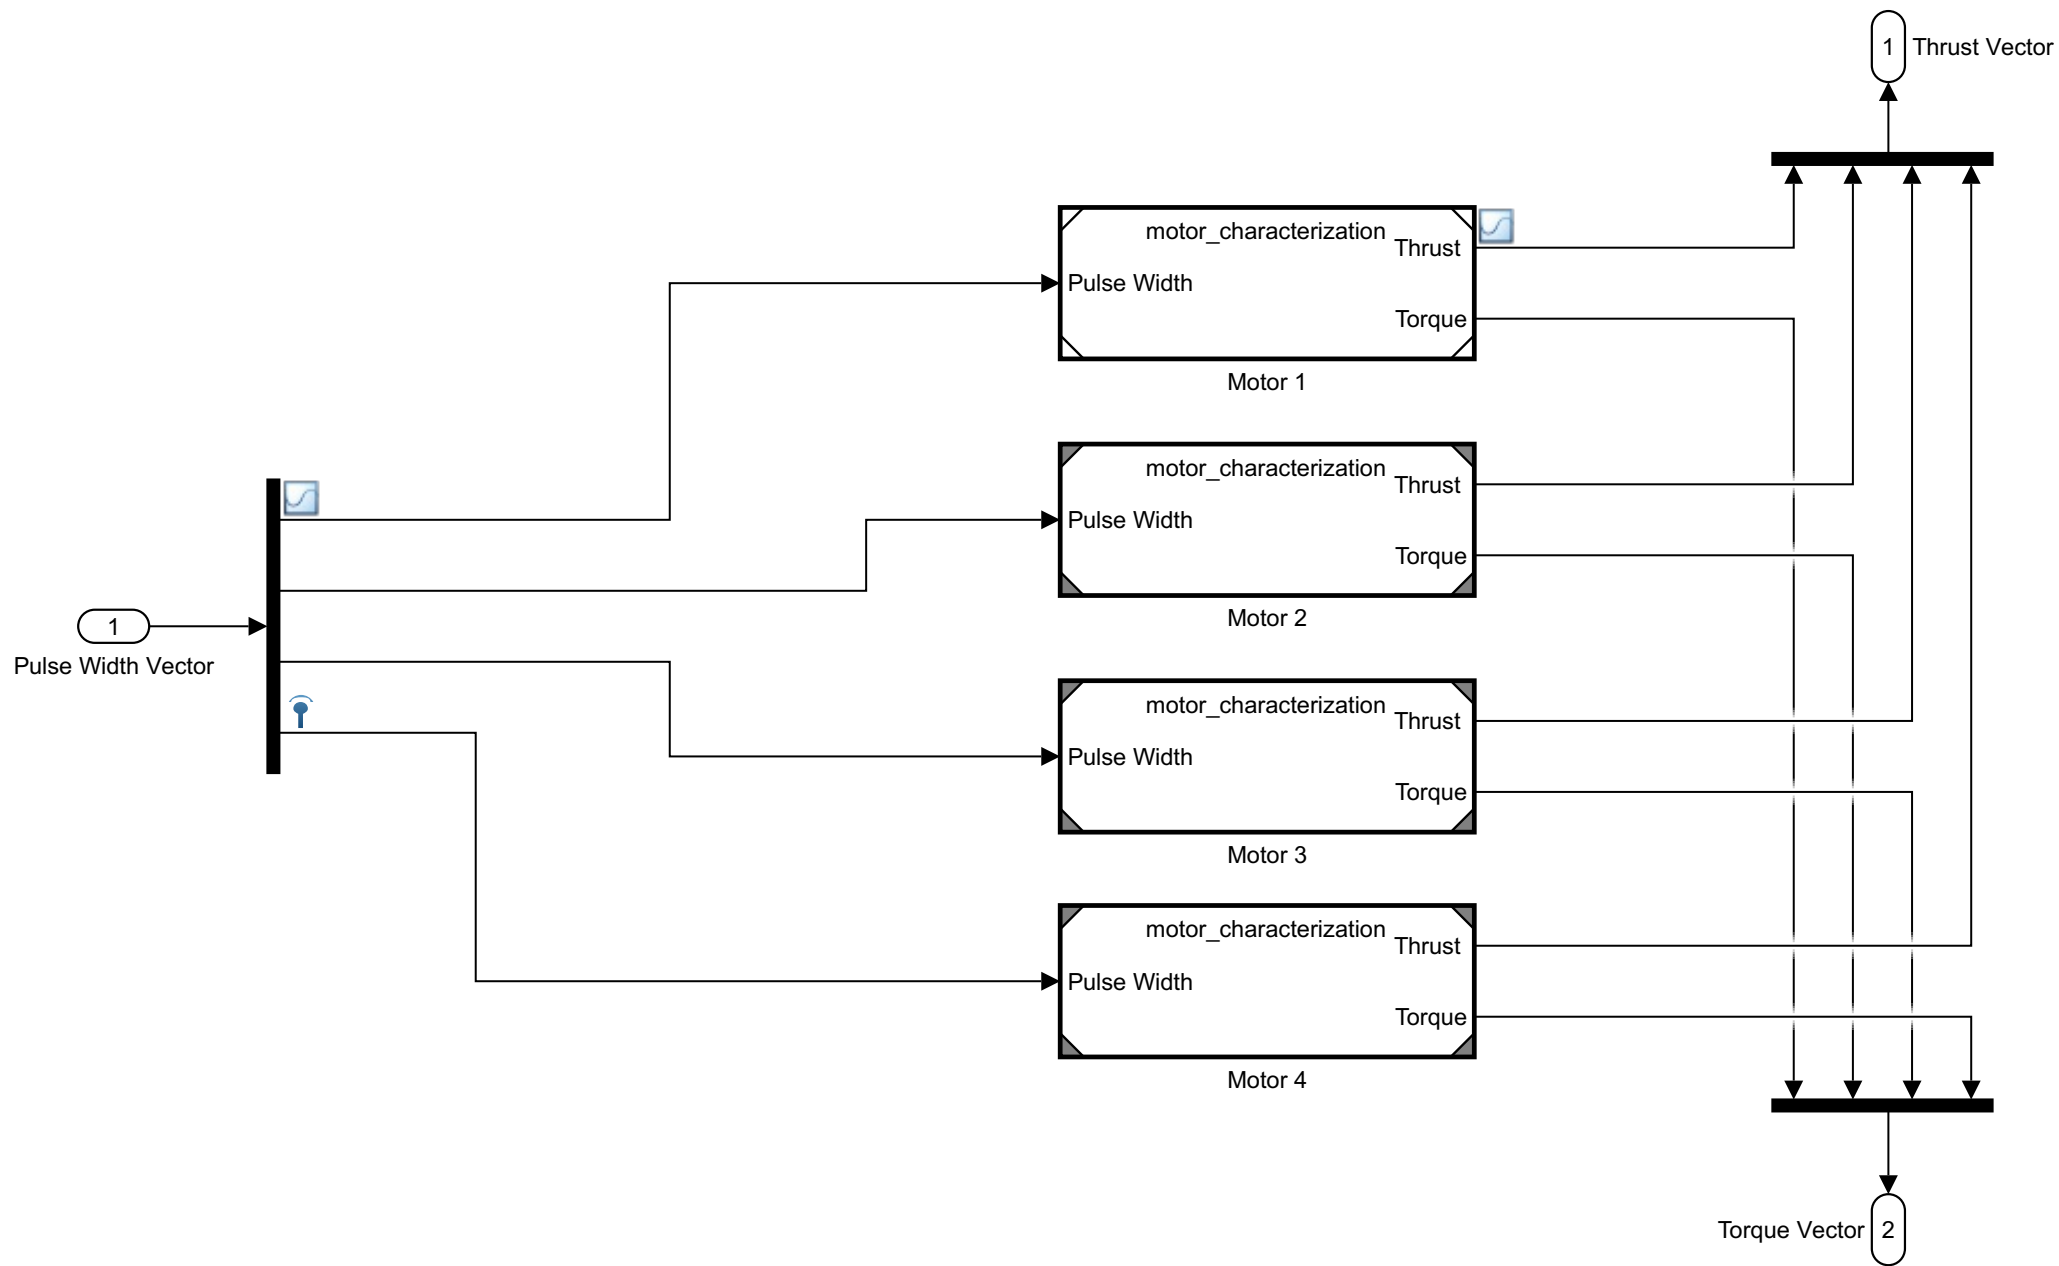 1 Thrust Vector
motor_characterization
Thrust
Pulse Width
Torque
Motor 1
motor_characterization
Thrust
Pulse Width
Torque
Motor 2
1
Pulse Width Vector
motor_characterization
Thrust
Pulse Width
Torque
Motor 3
motor_characterization
Thrust
Pulse Width
Torque
Motor 4
Torque Vector 2